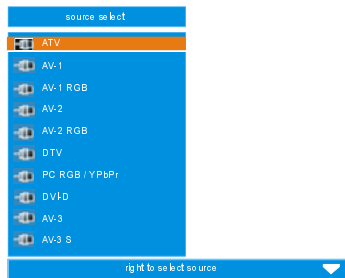 source select
ATV
AV-1
AV-1 RGB
AV-2
AV-2 RGB
DTV
PC RGB / YPbPr
DVI-D
AV-3
AV-3 S
right to select source